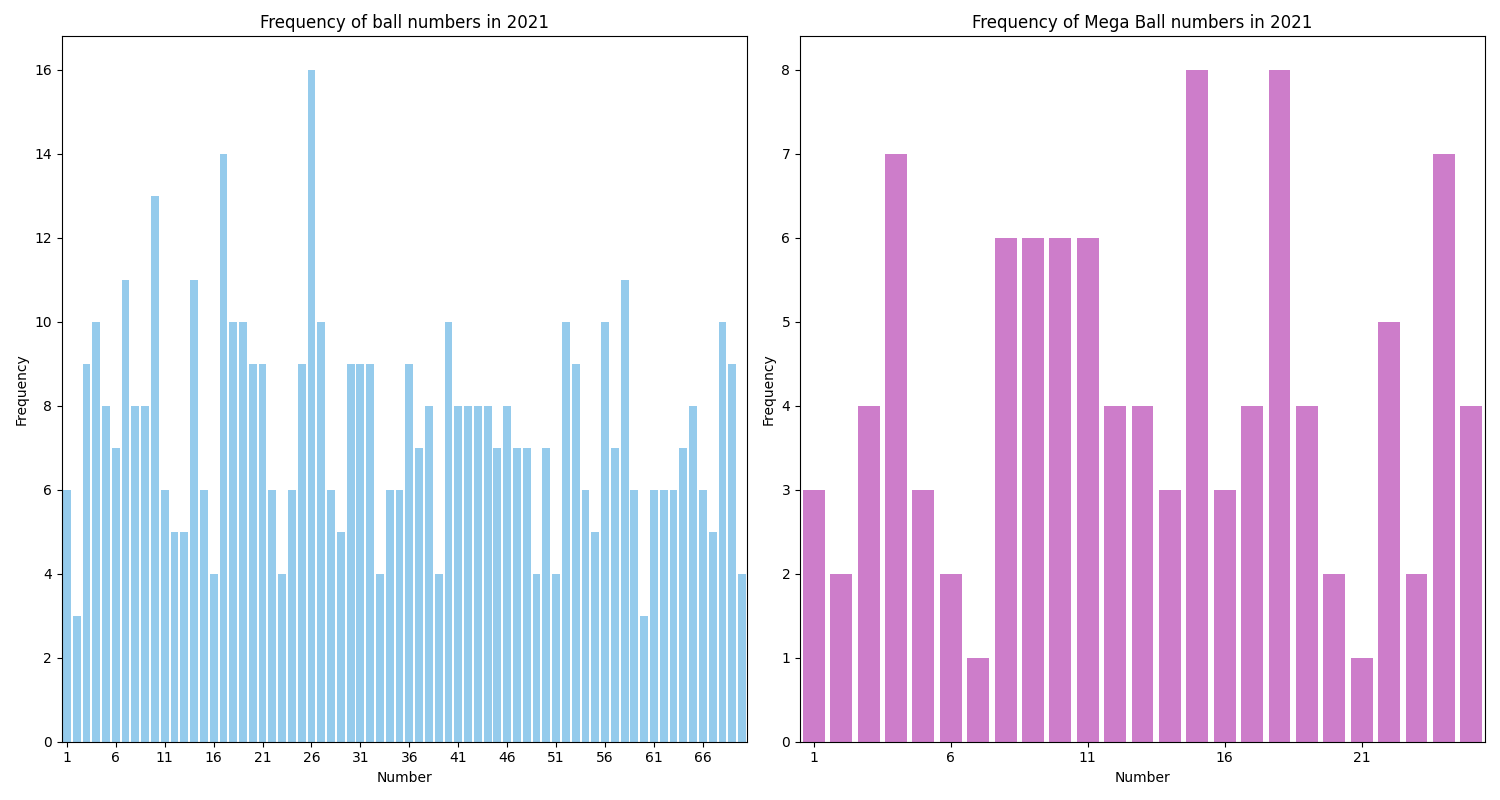 Frequency of ball numbers in 2021
16
14
12
10
8
6
4
2
0
Frequency
1 6 11 16 21 26 31 36 41 46 51 56 61 66
Number
Frequency of Mega Ball numbers in 2021
8
7
6
5
4
3
2
1
0
Frequency
1 6 11 16 21
Number